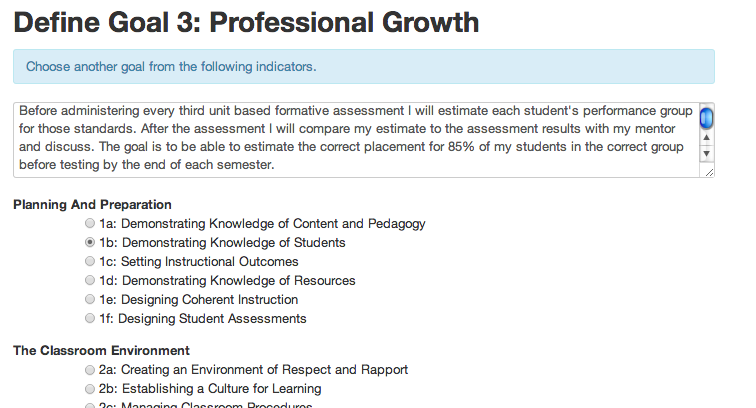 Define Goal 3: Professional Growth
Choose another goal from the following indicators.
Before administering every third unit based formative assessment I will estimate each student's performance group
for those standards. After the assessment I will compare my estimate to the assessment results with my mentor
and discuss. The goal is to be able to estimate the correct placement for 85% of my students in the correct group
before testing by the end of each semester.
Planning And Preparation
1a: Demonstrating Knowledge of Content and Pedagogy
1b: Demonstrating Knowledge of Students
1c: Setting Instructional Outcomes
1d: Demonstrating Knowledge of Resources
1e: Designing Coherent Instruction
1f: Designing Student Assessments
The Classroom Environment
2a: Creating an Environment of Respect and Rapport
2b: Establishing a Culture for Learning
2c: Managing Classroom Procedures